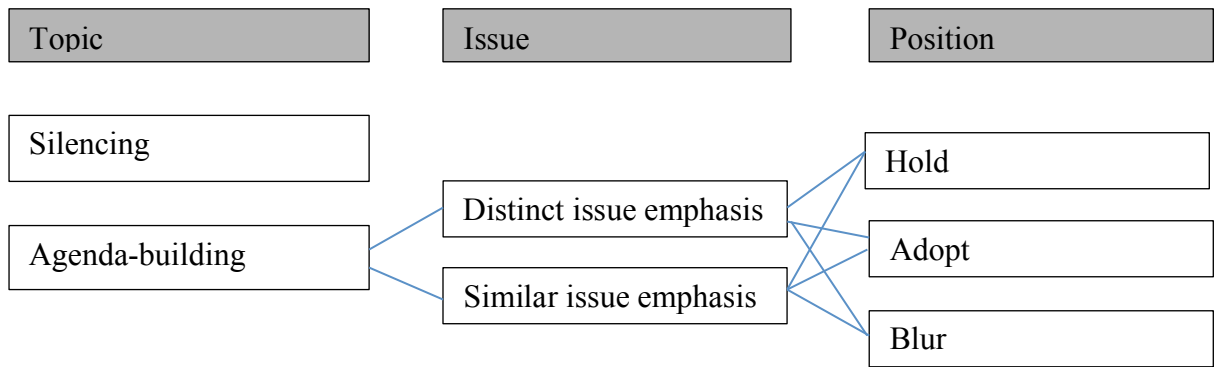 Topic
Issue
Position
Silencing
Hold
Distinct issue emphasis
Agenda-building
Adopt
Similar issue emphasis
Blur